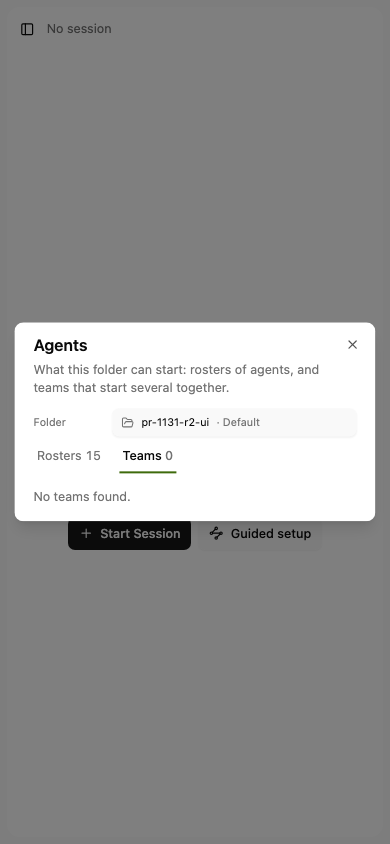 No session
Agents
What this folder can start: rosters of agents, and
teams that start several together.
Folder
pr-1131-r2-ui · Default
Rosters 15
Teams 0
No teams found.
Start Session
Guided setup